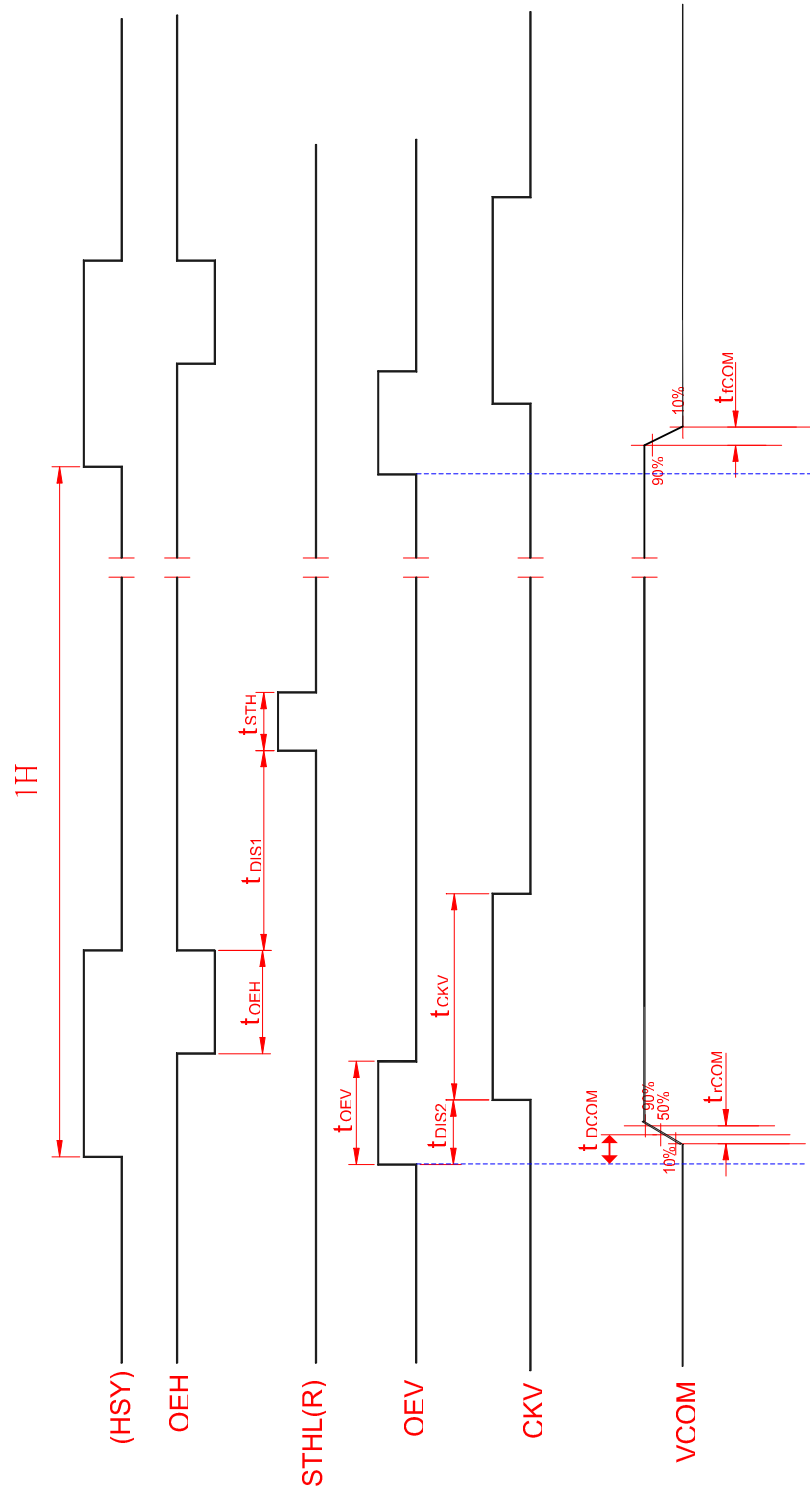 1H
(HSY)
OEH
tOEH
tDIS1
tSTH
STHL(R)
tOEV
OEV
tDIS2
tCKV
CKV
tDCOM
90%
50%
10%
trCOM
90%
10%
tfCOM
VCOM